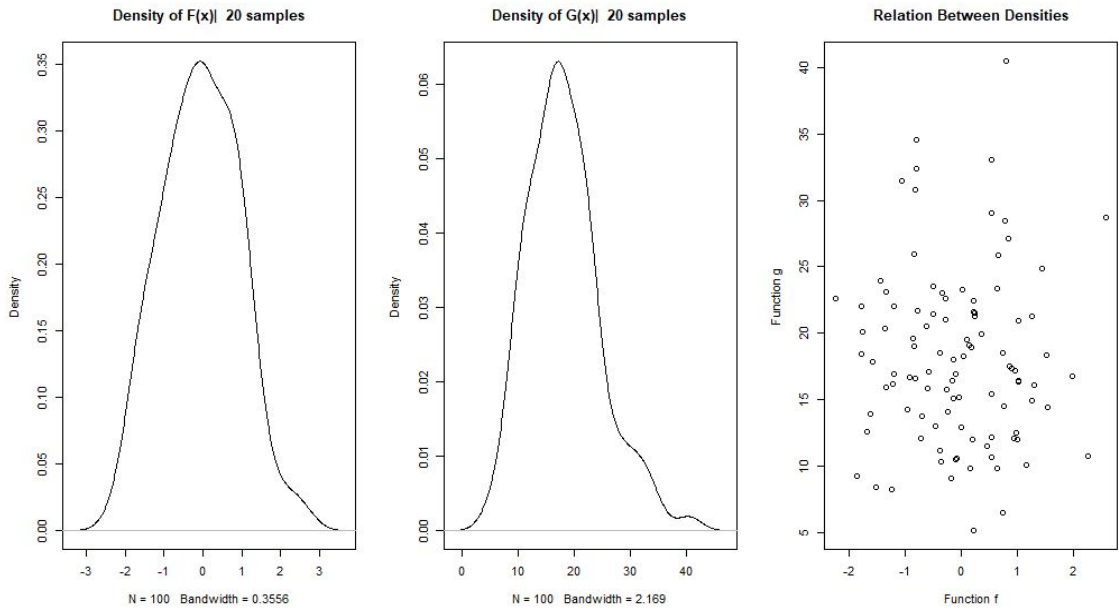 Density of F(x)| 20 samples
Density
0.00 0.05 0.10 0.15 0.20 0.25 0.30 0.35
-3 -2 -1 0 1 2 3
N = 100 Bandwidth = 0.3556
Density of G(x)| 20 samples
Density
0.00 0.01 0.02 0.03 0.04 0.05 0.06
0 10 20 30 40
N = 100 Bandwidth = 2.169
Relation Between Densities
Function g
5 10 15 20 25 30 35 40
-2 -1 0 1 2
Function f